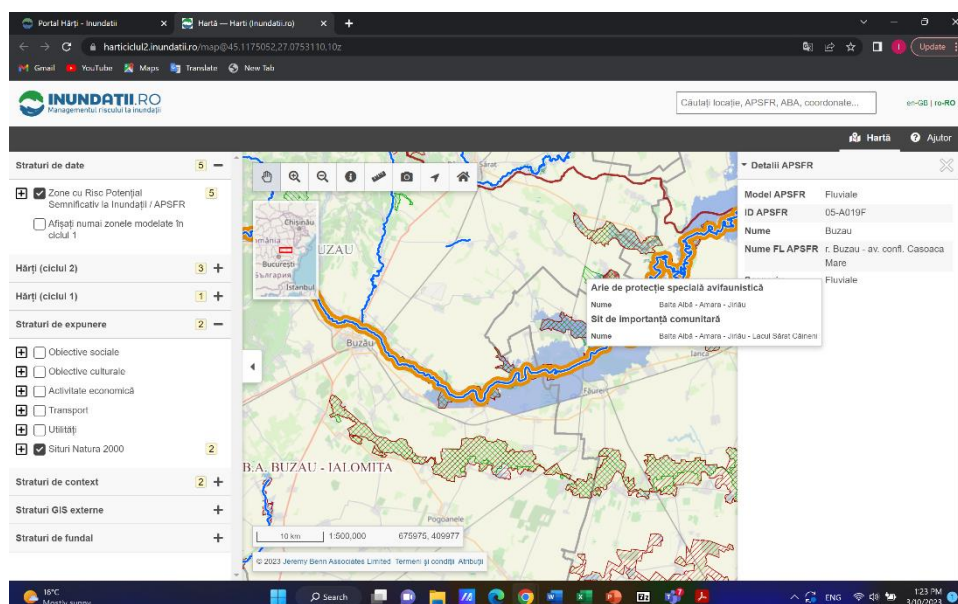 Portal Hărți - Inundatii
Hartă — Harti (Inundatii.ro)
harticiclul2.inundatii.ro/map@45.1175052,27.0753110,10z
Update
Gmail
YouTube
Maps
Translate
New Tab
INUNDATII.RO
Managementul riscului la inundații
Căutați locație, APSFR, ABA, coordonate...
en-GB | ro-RO
Hartă
Ajutor
Straturi de date 5
Zone cu Risc Potențial 5
Semnificativ la Inundații / APSFR
Afișați numai zonele modelate în
ciclul 1
Hărți (ciclul 2) 3
Hărți (ciclul 1) 1
Straturi de expunere 2
Obiective sociale
Obiective culturale
Activitate economică
Transport
Utilități
Situri Natura 2000 2
Straturi de context 2
Straturi GIS externe
Straturi de fundal
Sărat
Chișinău
București
България
Istanbul
BUZAU
Buzău
Ianca
Făurei
B.A. BUZAU - IALOMITA
Pogoanele
10 km
1:500,000
675975, 409977
© 2023 Jeremy Benn Associates Limited Termeni și condiții Atribuții
Detalii APSFR
Model APSFR Fluviale
ID APSFR 05-A019F
Nume Buzau
Nume FL APSFR r. Buzau - av. confl. Casoaca
Mare
Fluviale
Arie de protecție specială avifaunistică
Nume Balta Albă - Amara - Jirlău
Sit de importanță comunitară
Nume Balta Albă - Amara - Jirlău - Lacul Sărat Câineni
16°C
Mostly sunny
Search
ENG
1:23 PM
3/10/2023